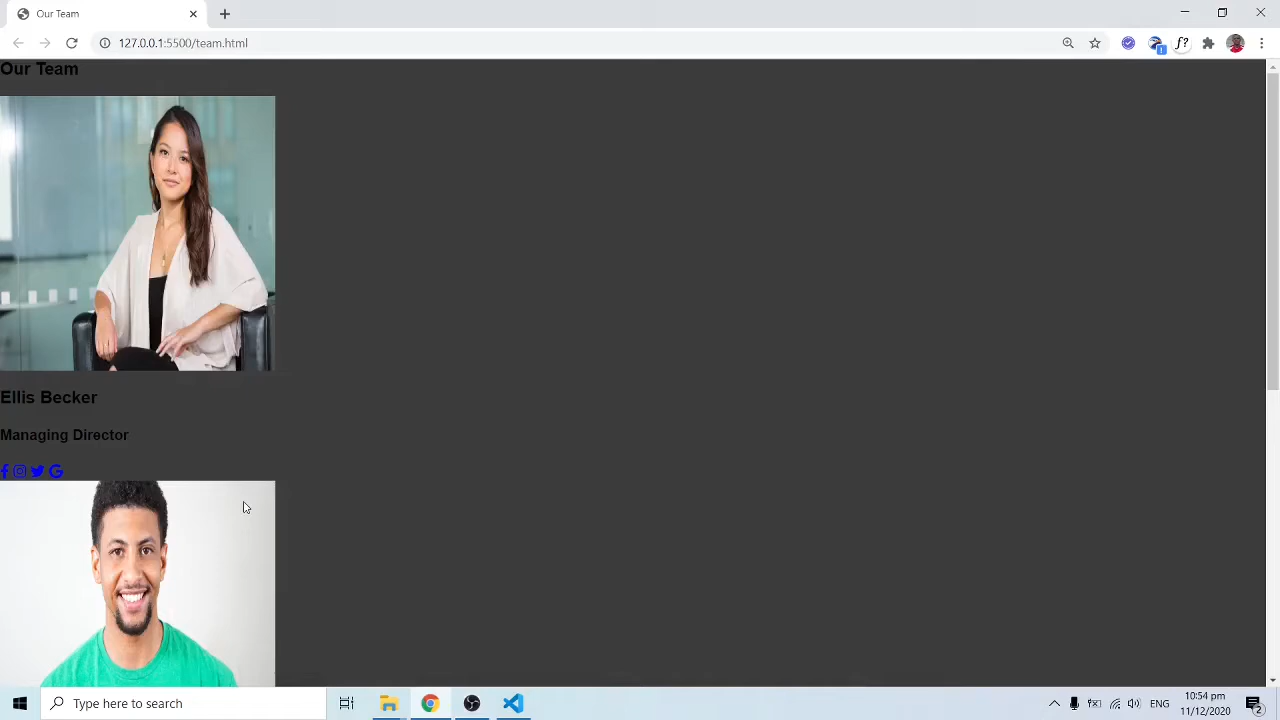 Our Team
127.0.0.1:5500/team.html
Our Team
Ellis Becker
Managing Director
Type here to search
ENG
10:54 pm
11/12/2020
2